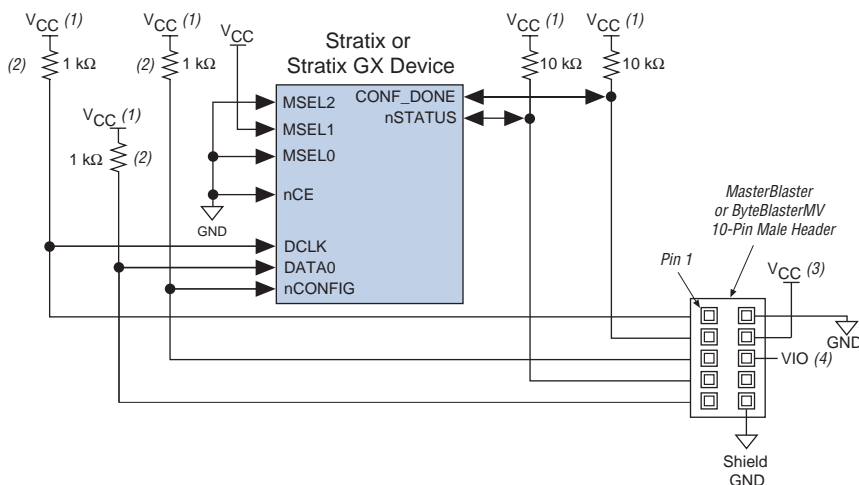 VCC (1)
VCC (1)
VCC
VCC (1)
VCC (1)
(2)
1 kΩ
(2)
1 kΩ
Stratix or
Stratix GX Device
10 kΩ
10 kΩ
MSEL2
CONF_DONE
nSTATUS
VCC (1)
MSEL1
1 kΩ
(2)
MSEL0
nCE
GND
DCLK
DATA0
nCONFIG
MasterBlaster
or ByteBlasterMV
10-Pin Male Header
Pin 1
VCC (3)
GND
VIO (4)
Shield
GND